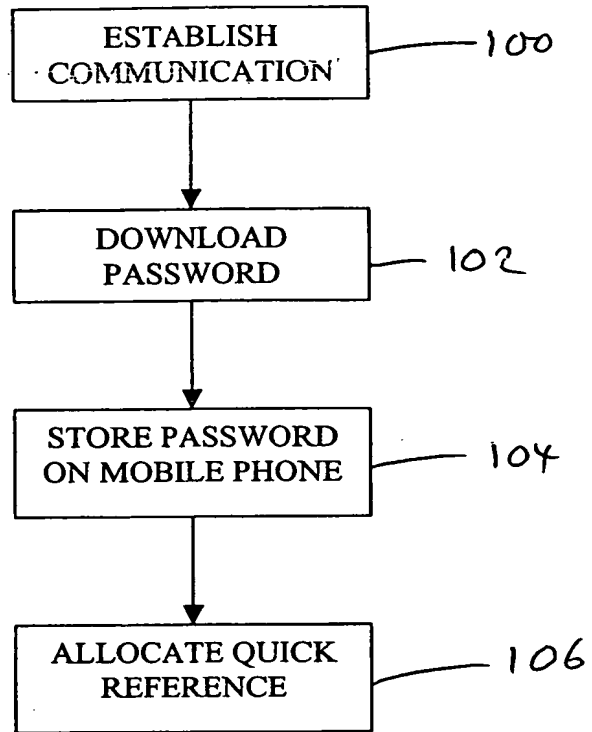 ESTABLISH
COMMUNICATION
100
DOWNLOAD
PASSWORD
102
STORE PASSWORD
ON MOBILE PHONE
104
ALLOCATE QUICK
REFERENCE
106